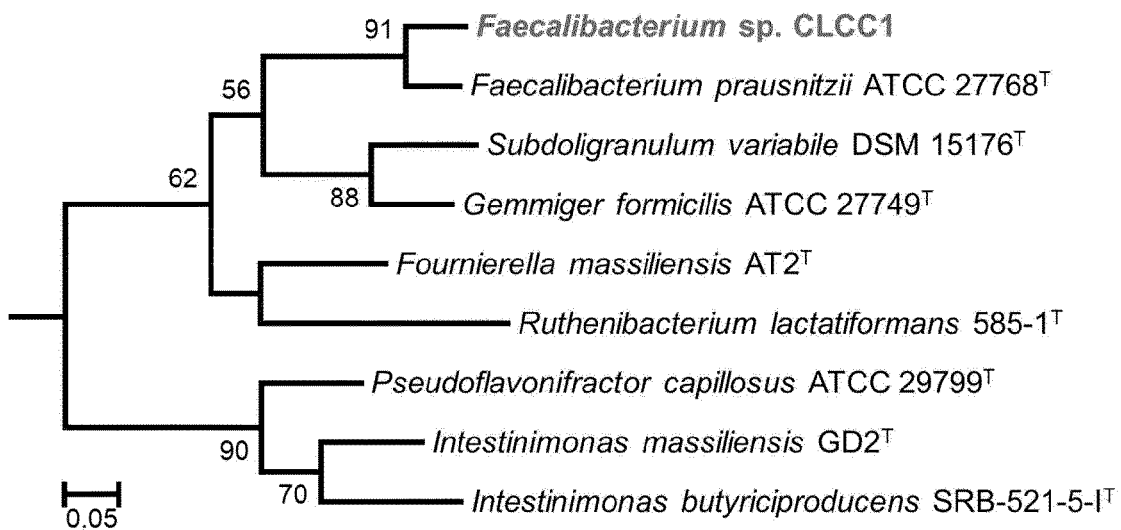 91
Faecalibacterium sp. CLCC1
Faecalibacterium prausnitzii ATCC 27768ᵀ
56
Subdoligranulum variabile DSM 15176ᵀ
62
88
Gemmiger formicilis ATCC 27749ᵀ
Fournierella massiliensis AT2ᵀ
Ruthenibacterium lactatiformans 585-1ᵀ
Pseudoflavonifractor capillosus ATCC 29799ᵀ
90
Intestinimonas massiliensis GD2ᵀ
70
Intestinimonas butyriciproducens SRB-521-5-Iᵀ
0.05